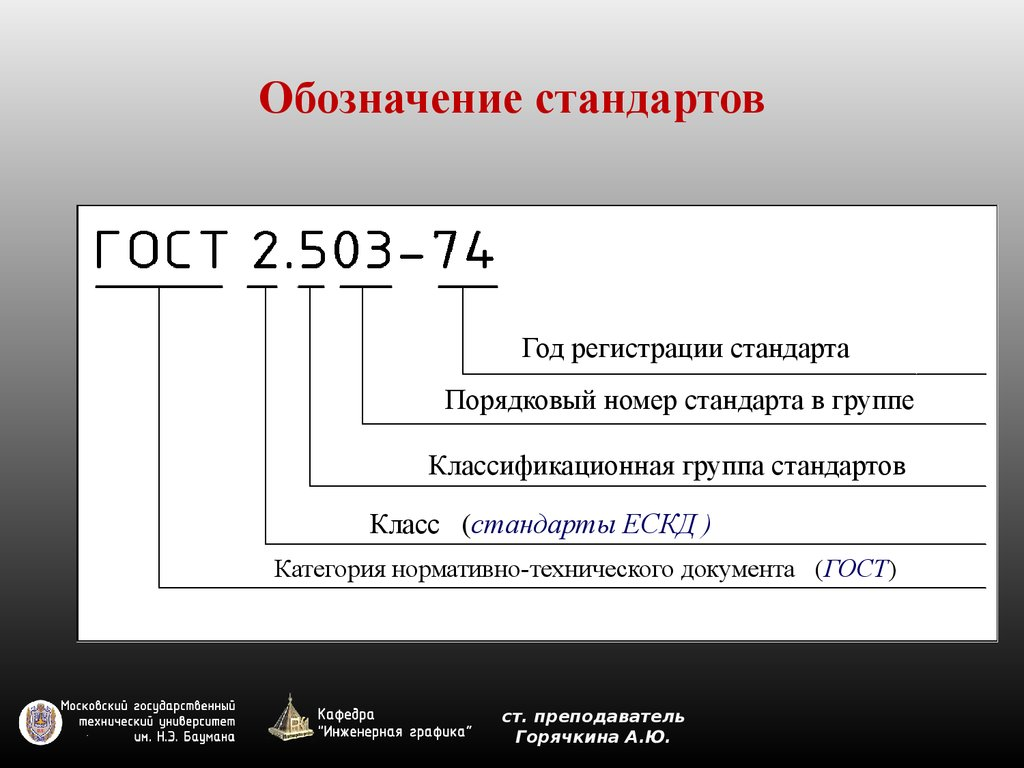 Обозначение стандартов
ГОСТ 2.503-74
Год регистрации стандарта
Порядковый номер стандарта в группе
Классификационная группа стандартов
Класс (стандарты ЕСКД )
Категория нормативно-технического документа (ГОСТ)
Московский государственный
технический университет
им. Н.Э. Баумана
Кафедра
"Инженерная графика"
ст. преподаватель
Горячкина А.Ю.